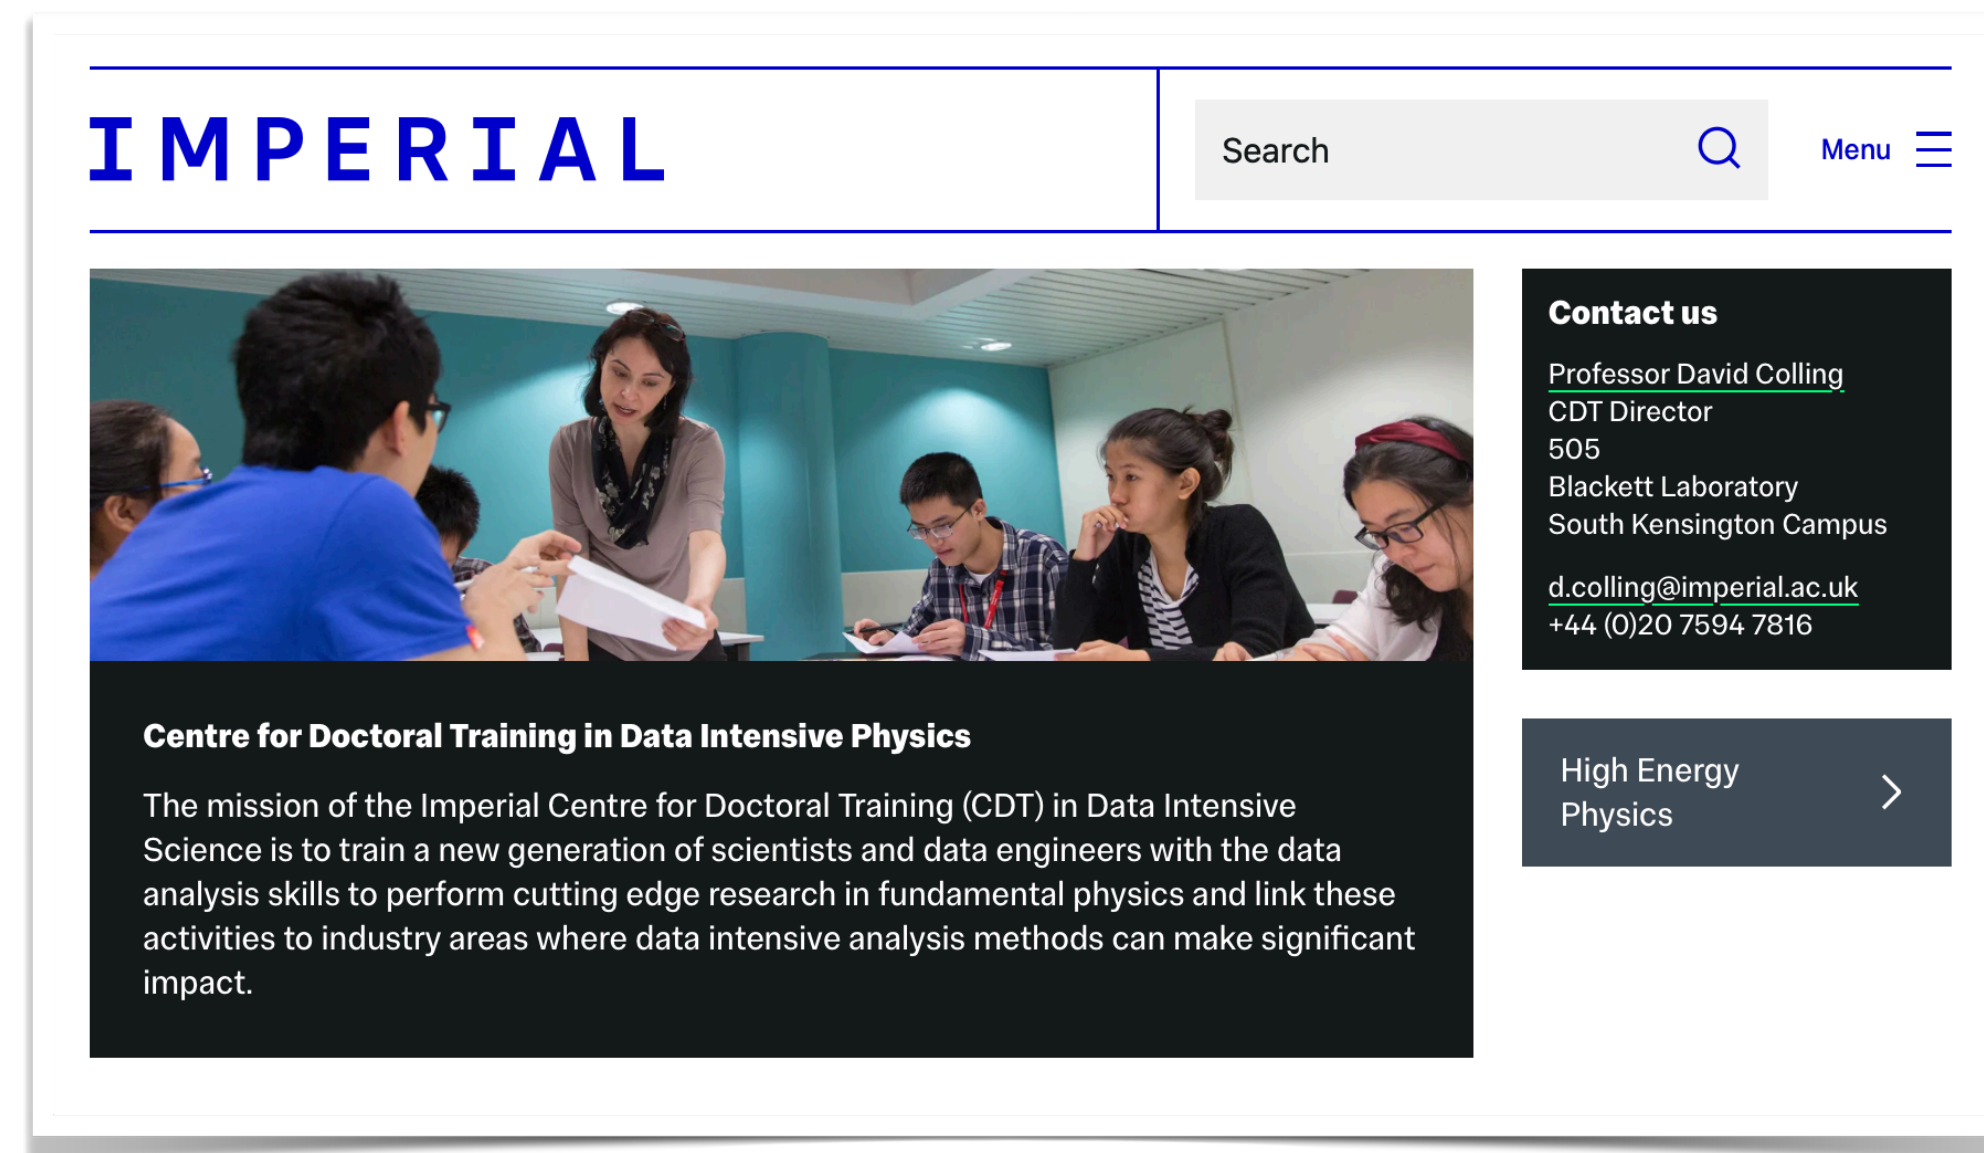 IMPERIAL
Search
Menu
Contact us
Professor David Colling
CDT Director
505
Blackett Laboratory
South Kensington Campus
d.colling@imperial.ac.uk
+44 (0)20 7594 7816
Centre for Doctoral Training in Data Intensive Physics
The mission of the Imperial Centre for Doctoral Training (CDT) in Data Intensive
Science is to train a new generation of scientists and data engineers with the data
analysis skills to perform cutting edge research in fundamental physics and link these
activities to industry areas where data intensive analysis methods can make significant
impact.
High Energy
Physics